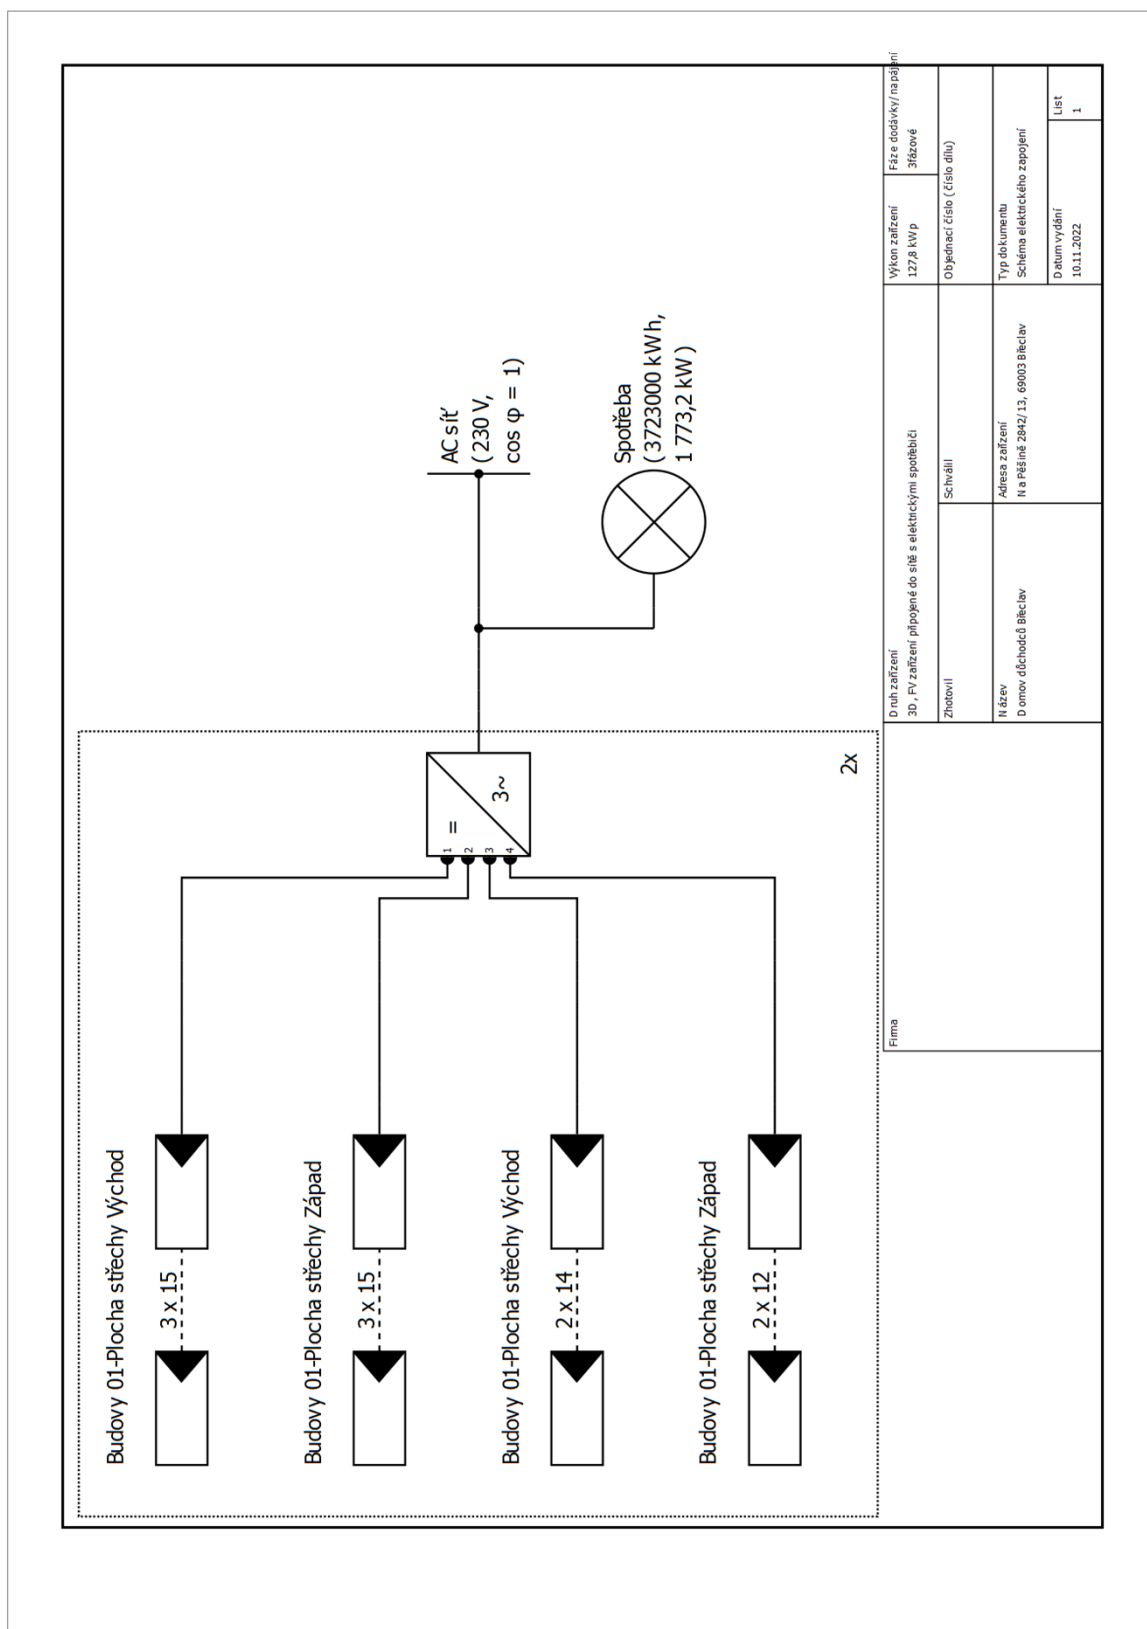 Budovy 01-Plocha střechy Východ
3 x 15
Budovy 01-Plocha střechy Západ
3 x 15
Budovy 01-Plocha střechy Východ
2 x 14
Budovy 01-Plocha střechy Západ
2 x 12
1
2
3
4
=
3~
2x
AC síť
(230 V,
cos φ = 1)
Spotřeba
(3723000 kWh,
1 773,2 kW)
Firma
Druh zařízení
3D, FV zařízení připojené do sítě s elektrickými spotřebiči
Výkon zařízení
127,8 kWp
Fáze dodávky/napájení
3fázové
Zhotovil
Schválil
Objednací číslo (číslo dílu)
Název
Domov důchodců Břeclav
Adresa zařízení
Na Pěšině 2842/13, 69003 Břeclav
Typ dokumentu
Schéma elektrického zapojení
Datum vydání
10.11.2022
List
1